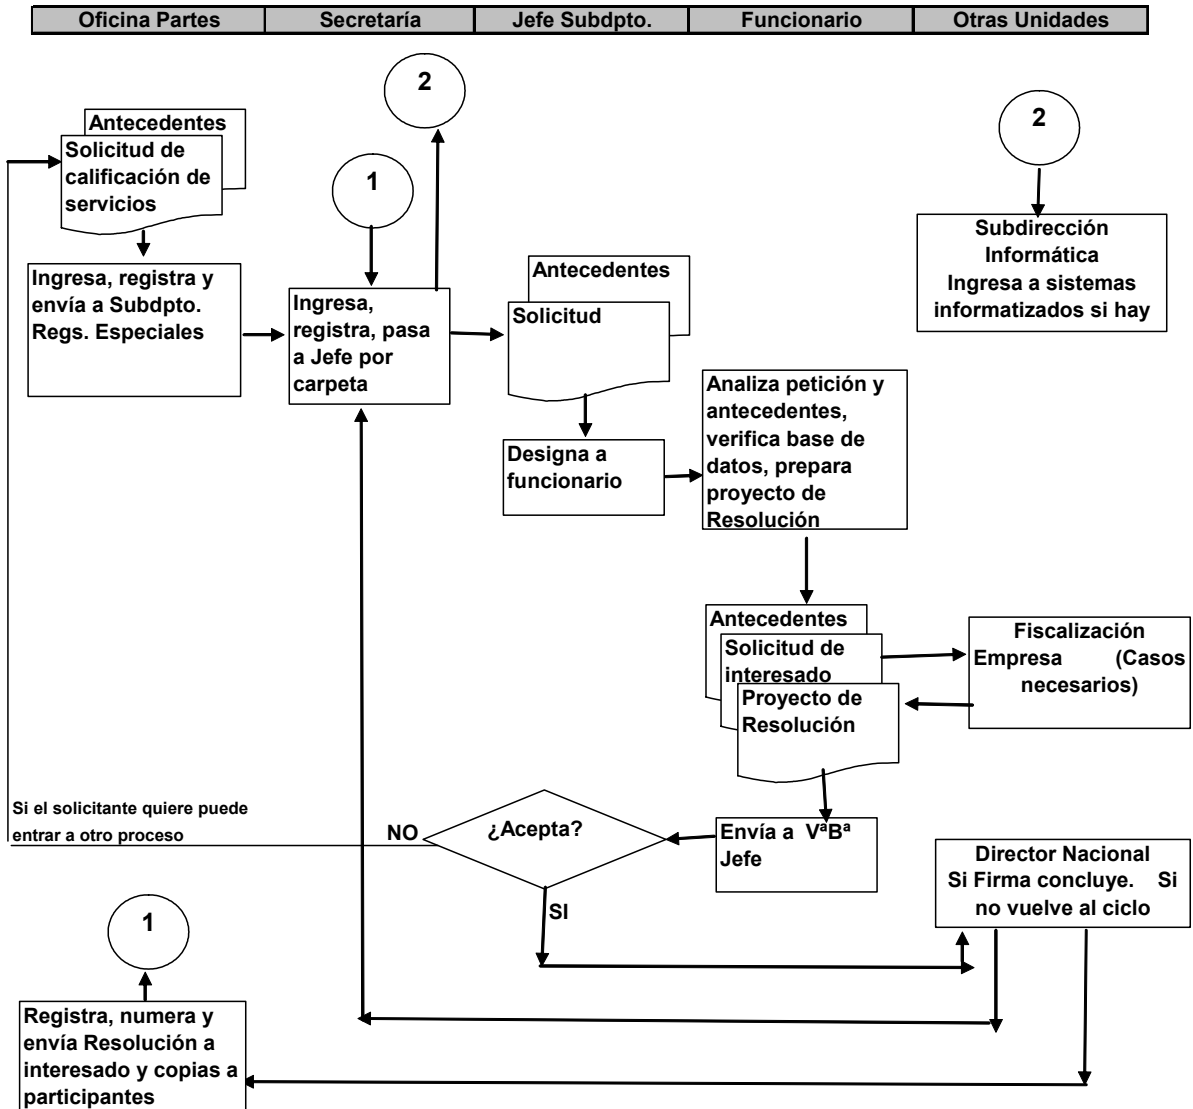 Oficina Partes Secretaría Jefe Subdpto. Funcionario Otras Unidades
2
Antecedentes
Solicitud de
calificación de
servicios
1
2
Subdirección
Informática
Ingresa a sistemas
informatizados si hay
Ingresa, registra y
envía a Subdpto.
Regs. Especiales
Ingresa,
registra, pasa
a Jefe por
carpeta
Antecedentes
Solicitud
Designa a
funcionario
Analiza petición y
antecedentes,
verifica base de
datos, prepara
proyecto de
Resolución
Antecedentes
Solicitud de
interesado
Proyecto de
Resolución
Fiscalización
Empresa (Casos
necesarios)
Si el solicitante quiere puede
entrar a otro proceso
NO
¿Acepta?
SI
Envía a VªBª
Jefe
Director Nacional
Si Firma concluye. Si
no vuelve al ciclo
1
Registra, numera y
envía Resolución a
interesado y copias a
participantes